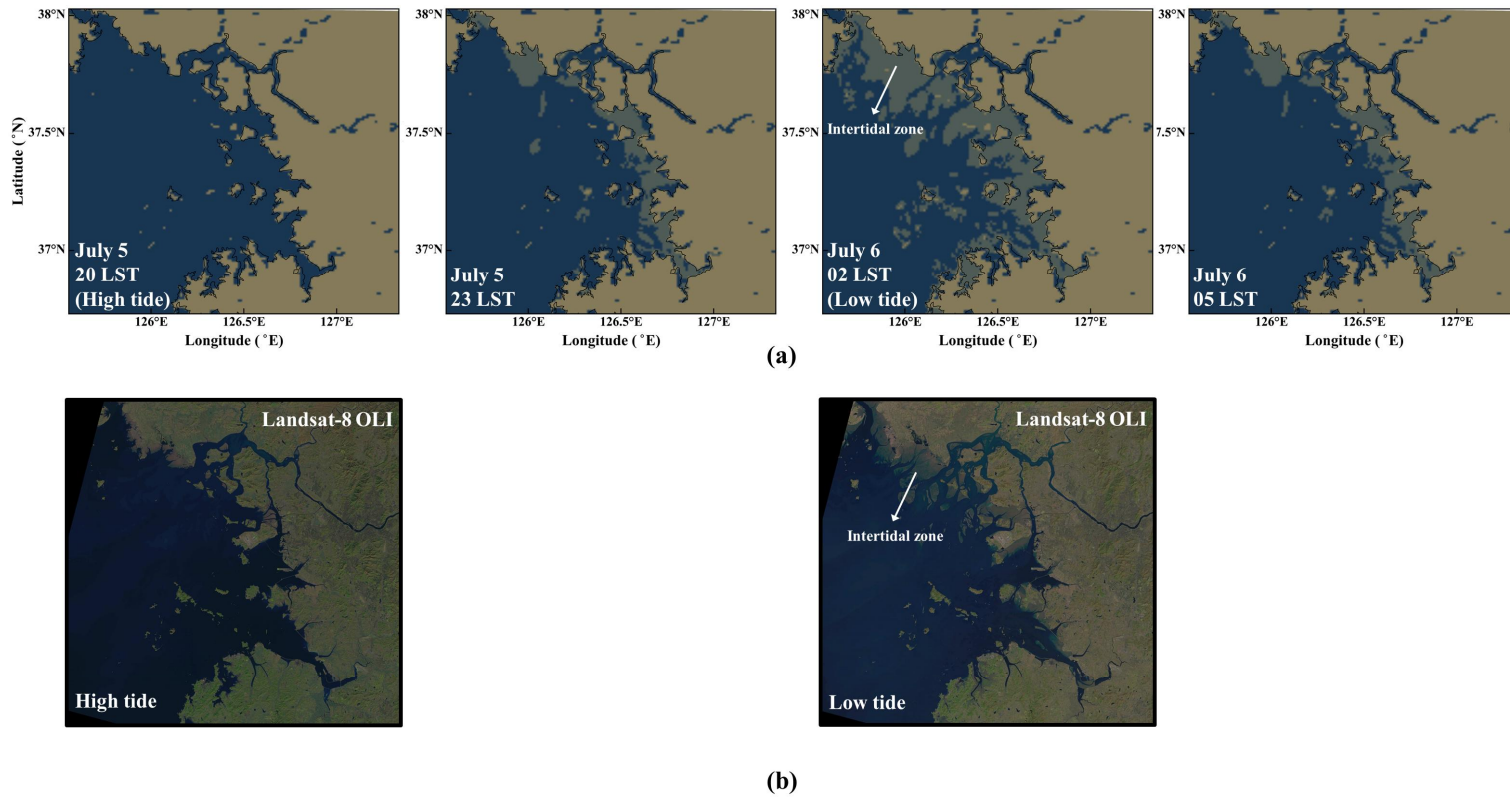 38°N
37.5°N
37°N
Latitude ( ˚N)
July 5
20 LST
(High tide)
126°E
126.5°E
127°E
Longitude ( ˚E)
38°N
37.5°N
37°N
July 5
23 LST
126°E
126.5°E
127°E
Longitude ( ˚E)
38°N
37.5°N
37°N
Intertidal zone
July 6
02 LST
(Low tide)
126°E
126.5°E
127°E
Longitude ( ˚E)
38°N
37.5°N
37°N
July 6
05 LST
126°E
126.5°E
127°E
Longitude ( ˚E)
(a)
Landsat-8 OLI
High tide
Landsat-8 OLI
Intertidal zone
Low tide
(b)